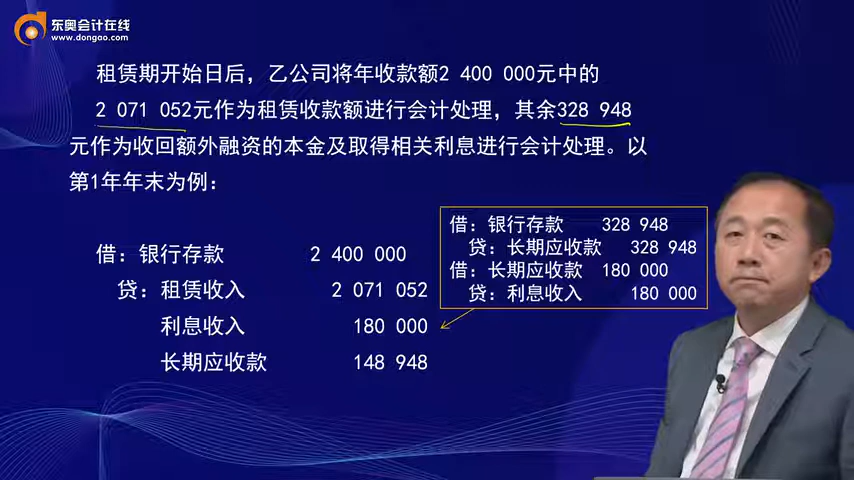 东奥会计在线
www.dongao.com
租赁期开始日后，乙公司将年收款额2 400 000元中的
2 071 052元作为租赁收款额进行会计处理，其余328 948
元作为收回额外融资的本金及取得相关利息进行会计处理。以
第1年年末为例：
借：银行存款 2 400 000
贷：租赁收入 2 071 052
利息收入 180 000
长期应收款 148 948
借：银行存款 328 948
贷：长期应收款 328 948
借：长期应收款 180 000
贷：利息收入 180 000